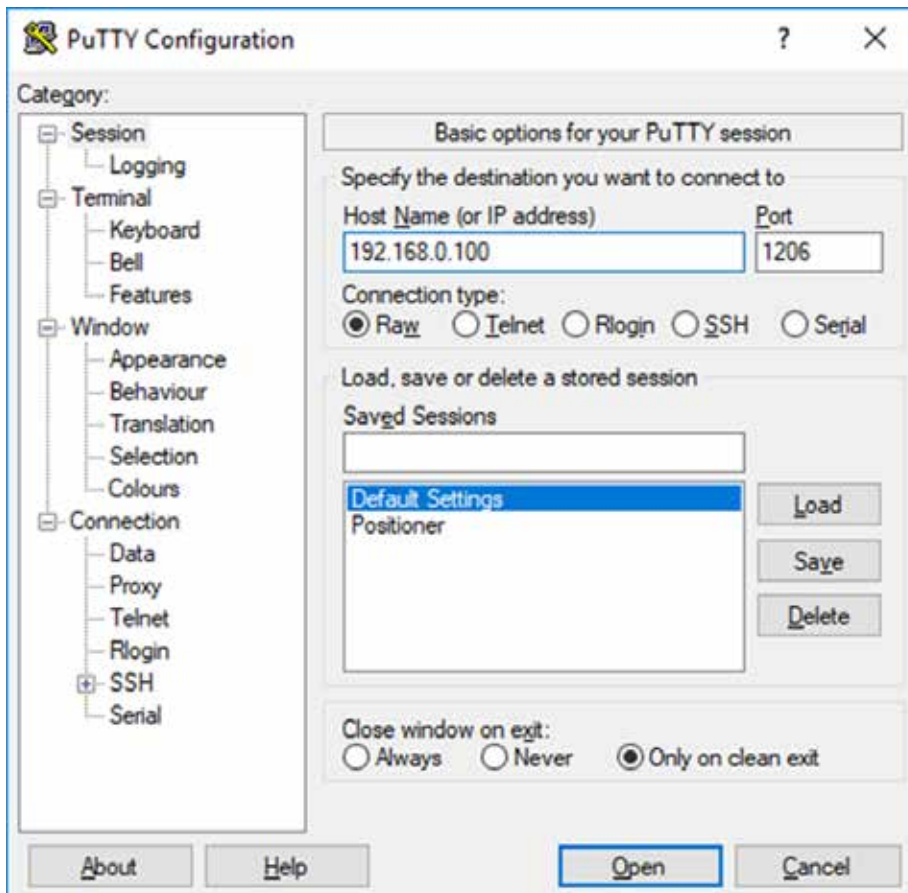 PuTTY Configuration
?
Category:
Session
Logging
Terminal
Keyboard
Bell
Features
Window
Appearance
Behaviour
Translation
Selection
Colours
Connection
Data
Proxy
Telnet
Rlogin
SSH
Serial
Basic options for your PuTTY session
Specify the destination you want to connect to
Host Name (or IP address) Port
192.168.0.100 1206
Connection type:
Raw Telnet Rlogin SSH Serial
Load, save or delete a stored session
Saved Sessions
Default Settings
Positioner
Load
Save
Delete
Close window on exit:
Always Never Only on clean exit
About Help Open Cancel